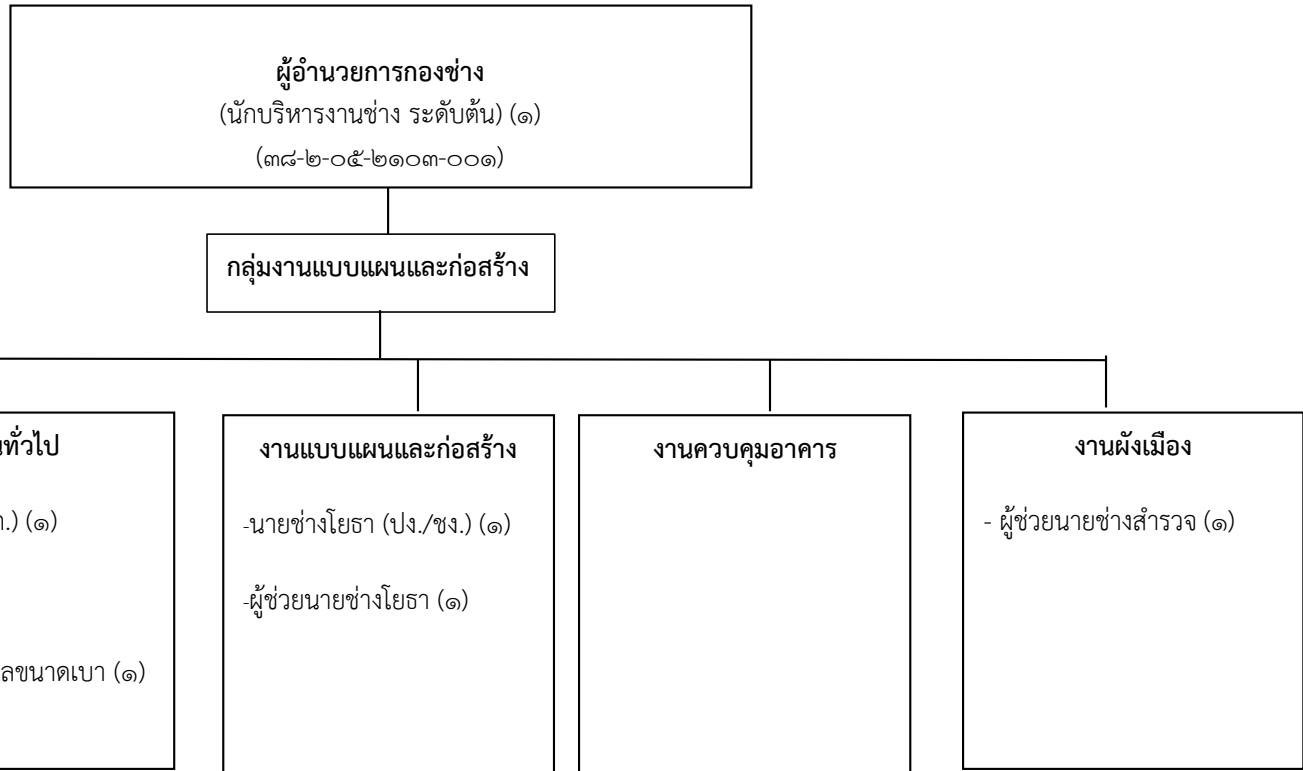 ผู้อำนวยการกองช่าง
(นักบริหารงานช่าง ระดับต้น) (๑)
(๓๘-๒-๐๕-๒๑๐๓-๐๐๑)
กลุ่มงานแบบแผนและก่อสร้าง
ทั่วไป
.) (๑)
ลขนาดเบา (๑)
งานแบบแผนและก่อสร้าง
-นายช่างโยธา (ปง./ชง.) (๑)
-ผู้ช่วยนายช่างโยธา (๑)
งานควบคุมอาคาร
งานผังเมือง
- ผู้ช่วยนายช่างสำรวจ (๑)